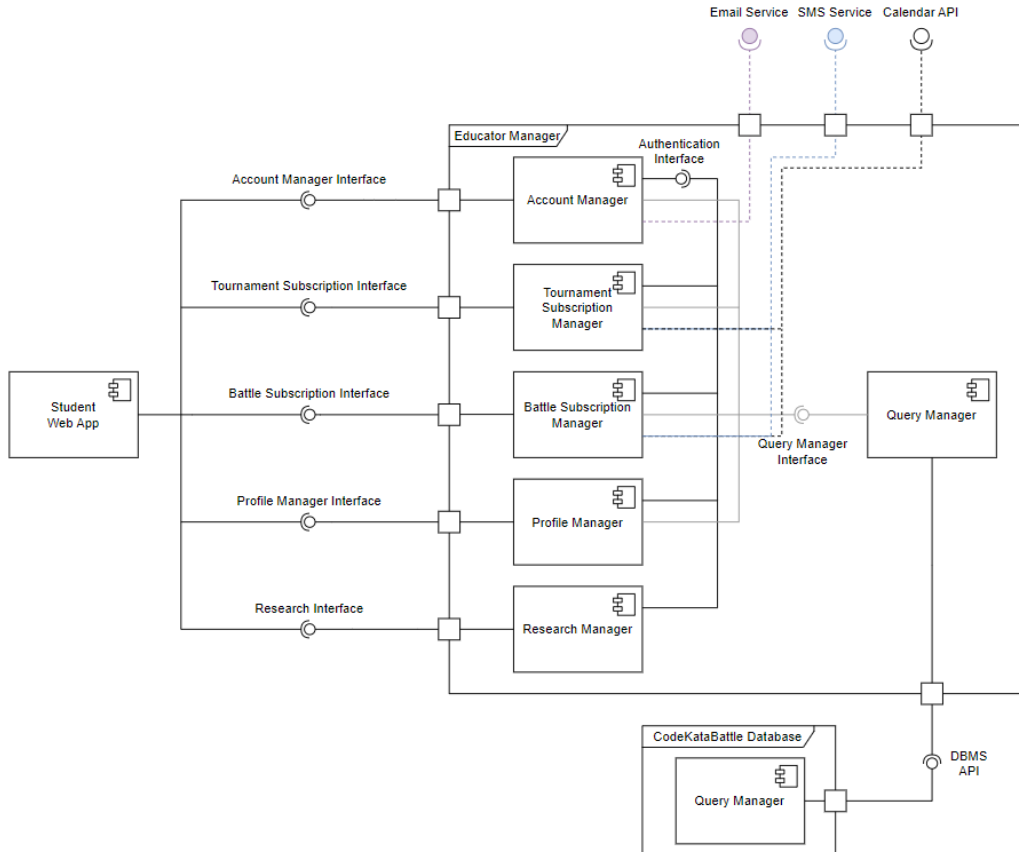 Email Service
SMS Service
Calendar API
Educator Manager
Authentication
Interface
Account Manager Interface
Account Manager
Tournament Subscription Interface
Tournament
Subscription
Manager
Student
Web App
Battle Subscription Interface
Battle Subscription
Manager
Query Manager
Query Manager
Interface
Profile Manager Interface
Profile Manager
Research Interface
Research Manager
CodeKataBattle Database
DBMS
API
Query Manager